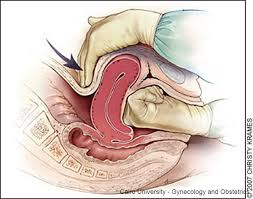 Cairo University - Gynecology and Obstetrics
©2007 CHRISTY KRAMES